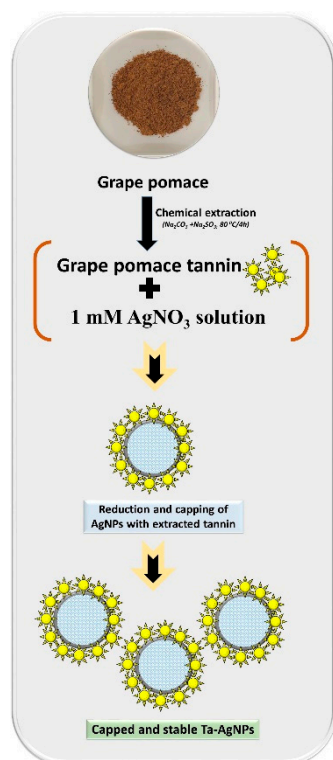 Grape pomace
Chemical extraction
(Na₂CO₃ +Na₂SO₃, 80°C/4h)
Grape pomace tannin
+
1 mM AgNO₃ solution
Reduction and capping of
AgNPs with extracted tannin
Capped and stable Ta-AgNPs